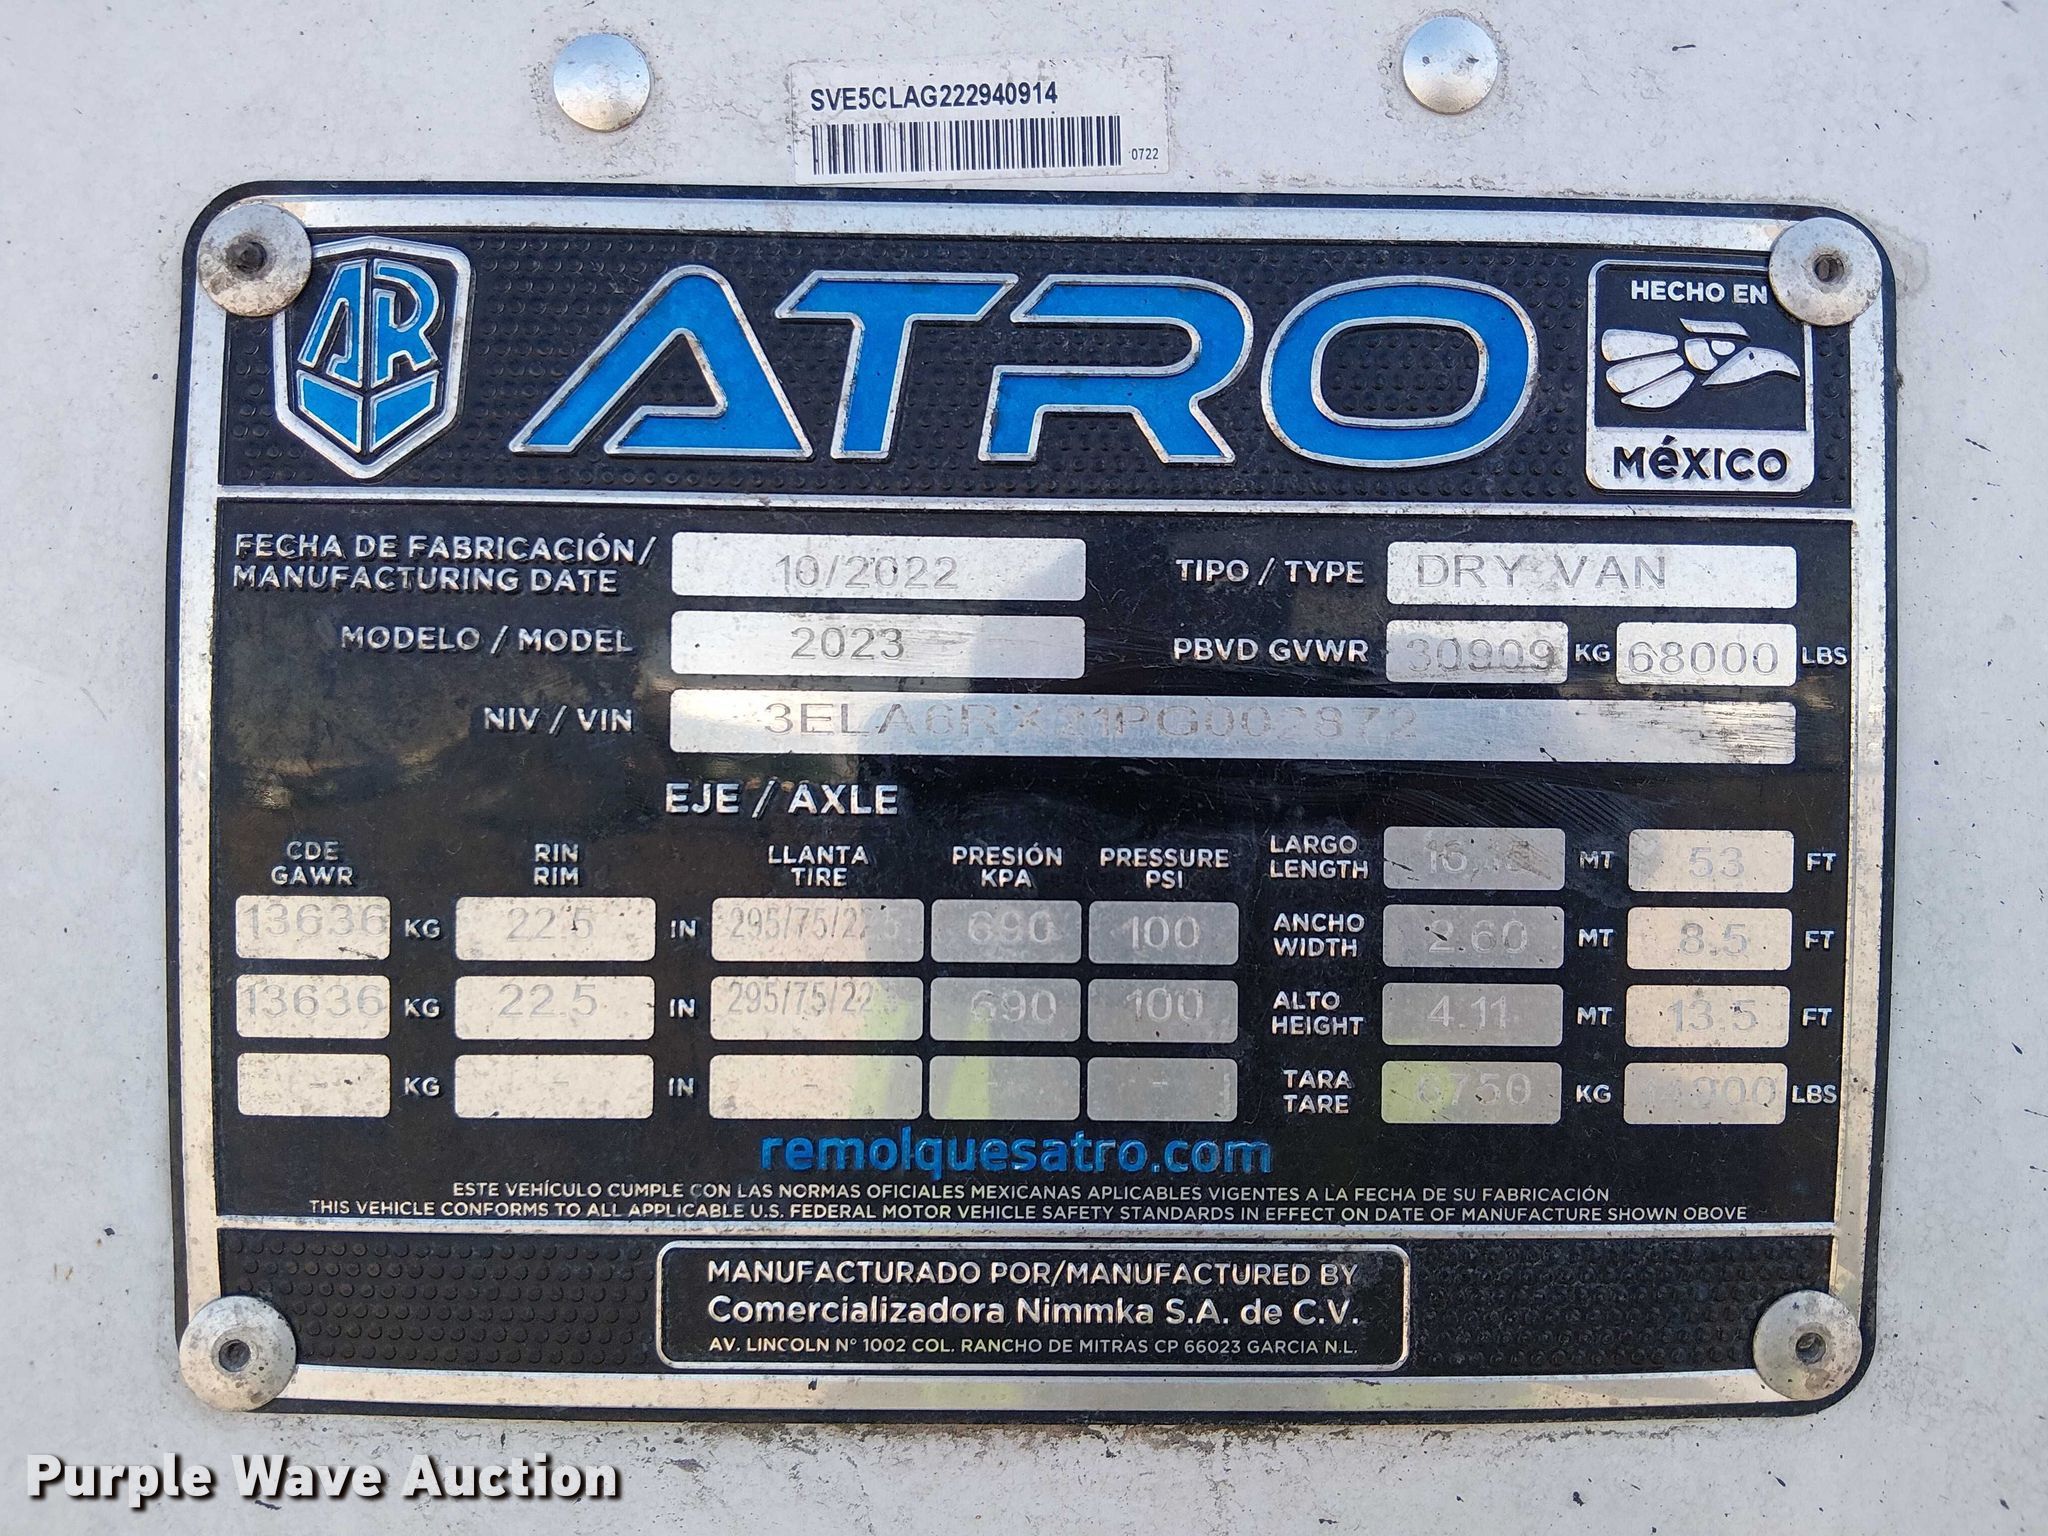 SVE5CLAG222940914
0722
AR ATRO
HECHO EN
MéXICO
FECHA DE FABRICACIÓN/
MANUFACTURING DATE 10/2022 TIPO / TYPE DRY VAN
MODELO / MODEL 2023 PBVD GVWR 30909 KG 68000 LBS
NIV / VIN
EJE / AXLE
CDE
GAWR
RIN
RIM
LLANTA
TIRE
PRESIÓN
KPA
PRESSURE
PSI
13636 KG 22.5 IN 295/75/22.5 690 100
13636 KG 22.5 IN 690 100
- KG - IN - - -
LARGO
LENGTH MT 53 FT
ANCHO
WIDTH 2.60 MT 8.5 FT
ALTO
HEIGHT 4.11 MT 13.5 FT
TARA
TARE 6750 KG LBS
remolquesatro.com
ESTE VEHÍCULO CUMPLE CON LAS NORMAS OFICIALES MEXICANAS APLICABLES VIGENTES A LA FECHA DE SU FABRICACIÓN
THIS VEHICLE CONFORMS TO ALL APPLICABLE U.S. FEDERAL MOTOR VEHICLE SAFETY STANDARDS IN EFFECT ON DATE OF MANUFACTURE SHOWN OBOVE
MANUFACTURADO POR/MANUFACTURED BY
Comercializadora Nimmka S.A. de C.V.
AV. LINCOLN N° 1002 COL. RANCHO DE MITRAS CP 66023 GARCIA N.L.
Purple Wave Auction